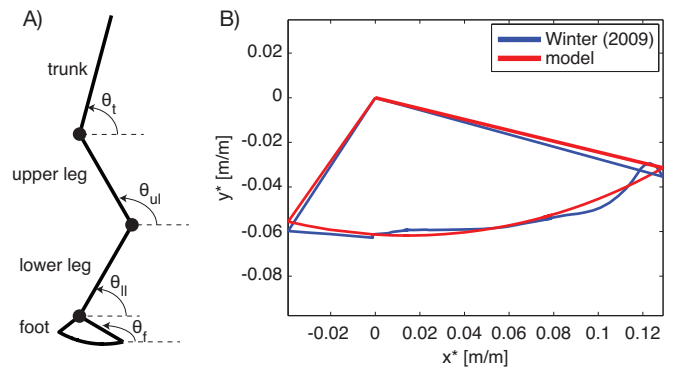 A)
trunk
θt
upper leg
θul
lower leg
θll
foot
θf
B)
Winter (2009)
model
0.02
0
-0.02
-0.04
-0.06
-0.08
y* [m/m]
-0.02 0 0.02 0.04 0.06 0.08 0.1 0.12
x* [m/m]